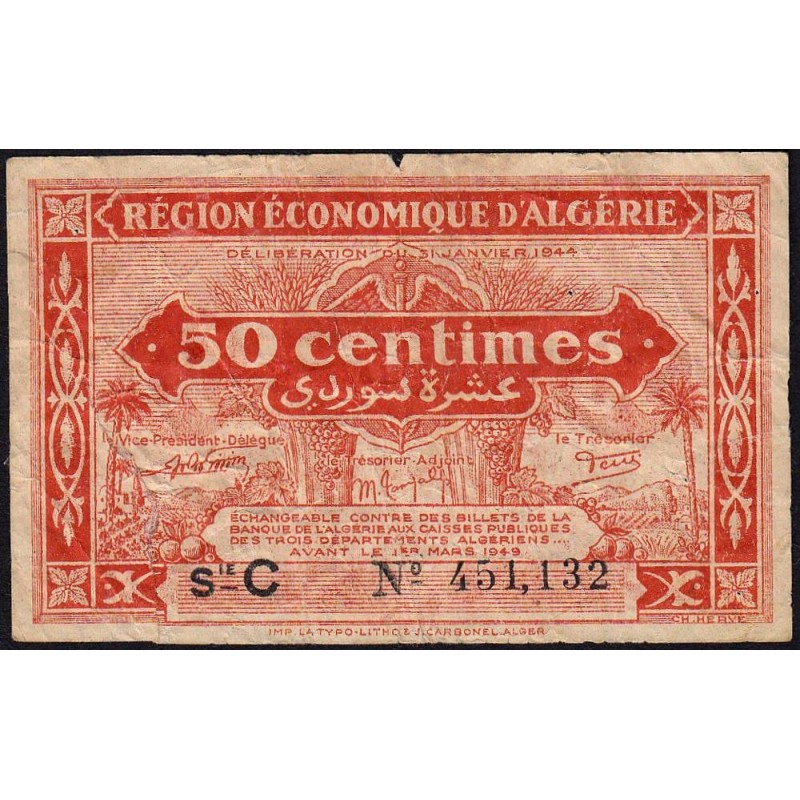 RÉGION ÉCONOMIQUE D'ALGÉRIE
DÉLIBÉRATION DU 31 JANVIER 1944
50 centimes
عشرة سوردي
le Vice-Président-Délégué
le Trésorier
le Trésorier-Adjoint
ÉCHANGEABLE CONTRE DES BILLETS DE LA
BANQUE DE L'ALGÉRIE AUX CAISSES PUBLIQUES
DES TROIS DÉPARTEMENTS ALGÉRIENS....
AVANT LE 1ER MARS 1949
SIE C Nº 451,132
IMP. LA TYPO-LITHO & J. CARBONEL. ALGER
CH. HERVÉ